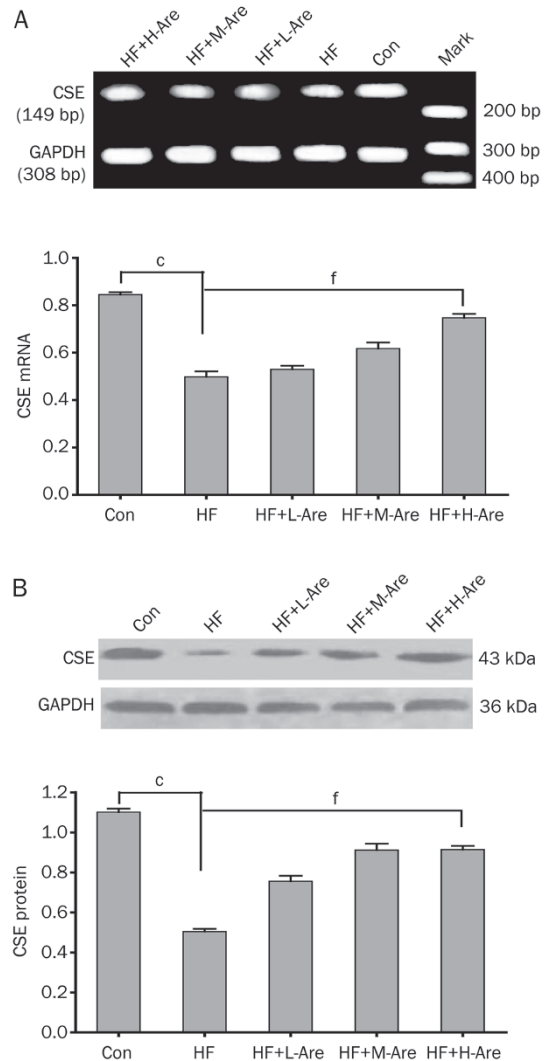 A
HF+H-Are HF+M-Are HF+L-Are HF Con Mark
CSE
(149 bp)
200 bp
GAPDH
(308 bp)
300 bp
400 bp
c
f
CSE mRNA
1.0
0.8
0.6
0.4
0.2
0.0
Con HF HF+L-Are HF+M-Are HF+H-Are
B
Con HF HF+L-Are HF+M-Are HF+H-Are
CSE 43 kDa
GAPDH 36 kDa
c
f
CSE protein
1.2
1.0
0.8
0.6
0.4
0.2
0.0
Con HF HF+L-Are HF+M-Are HF+H-Are